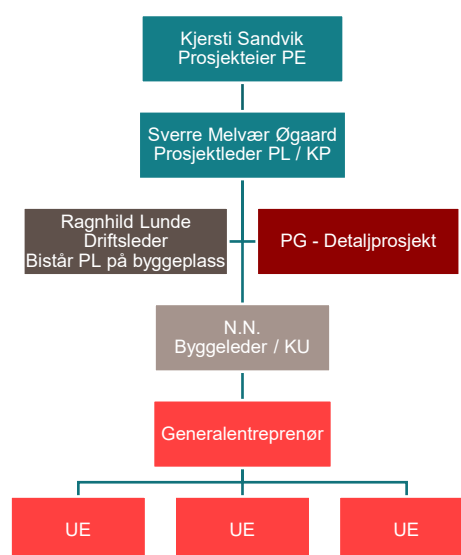 Kjersti Sandvik
Prosjekteier PE
Sverre Melvær Øgaard
Prosjektleder PL / KP
Ragnhild Lunde
Driftsleder
Bistår PL på byggeplass
PG - Detaljprosjekt
N.N.
Byggeleder / KU
Generalentreprenør
UE
UE
UE